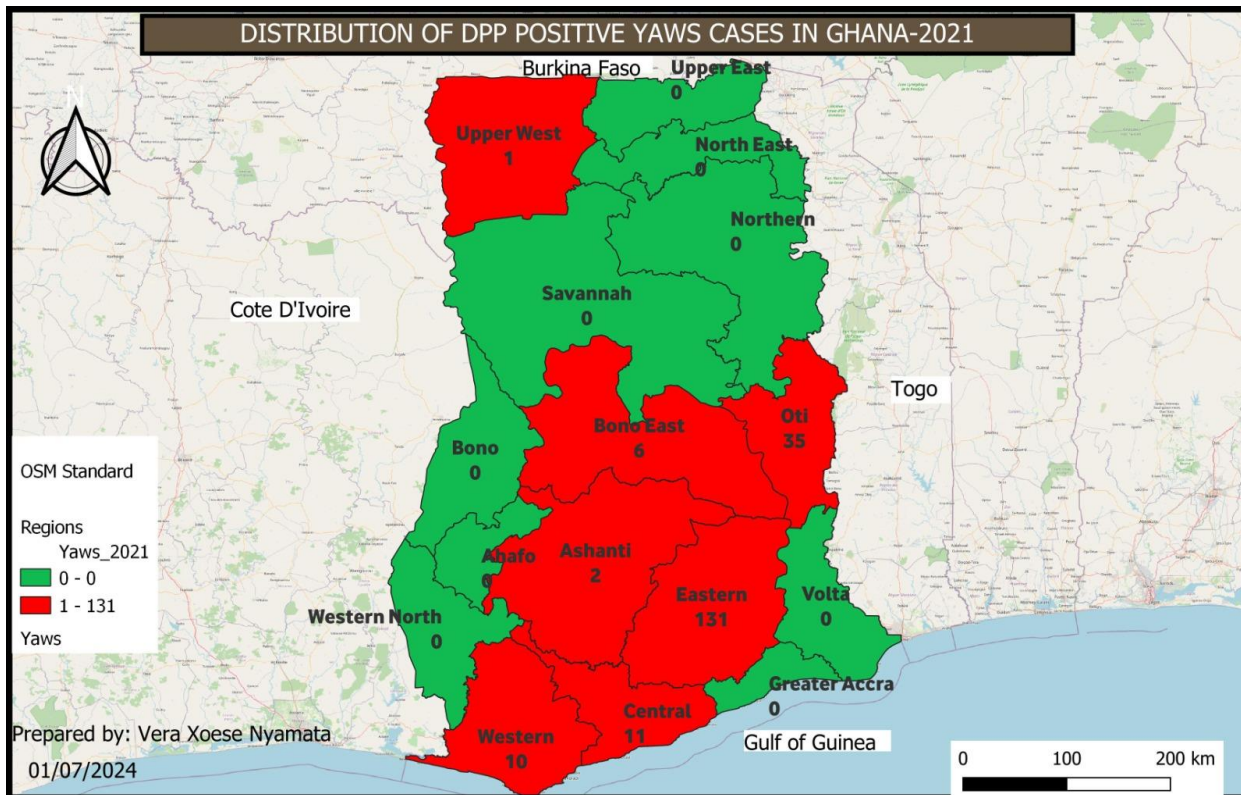 DISTRIBUTION OF DPP POSITIVE YAWS CASES IN GHANA-2021
N
Burkina Faso
Upper East
0
Upper West
1
North East
0
Northern
0
Savannah
0
Cote D'Ivoire
Togo
Oti
35
Bono East
6
Bono
0
OSM Standard
Regions
Yaws_2021
0 - 0
1 - 131
Yaws
Ahafo
0
Ashanti
2
Eastern
131
Volta
0
Western North
0
Greater Accra
0
Central
11
Western
10
Gulf of Guinea
Prepared by: Vera Xoese Nyamata
01/07/2024
0 100 200 km